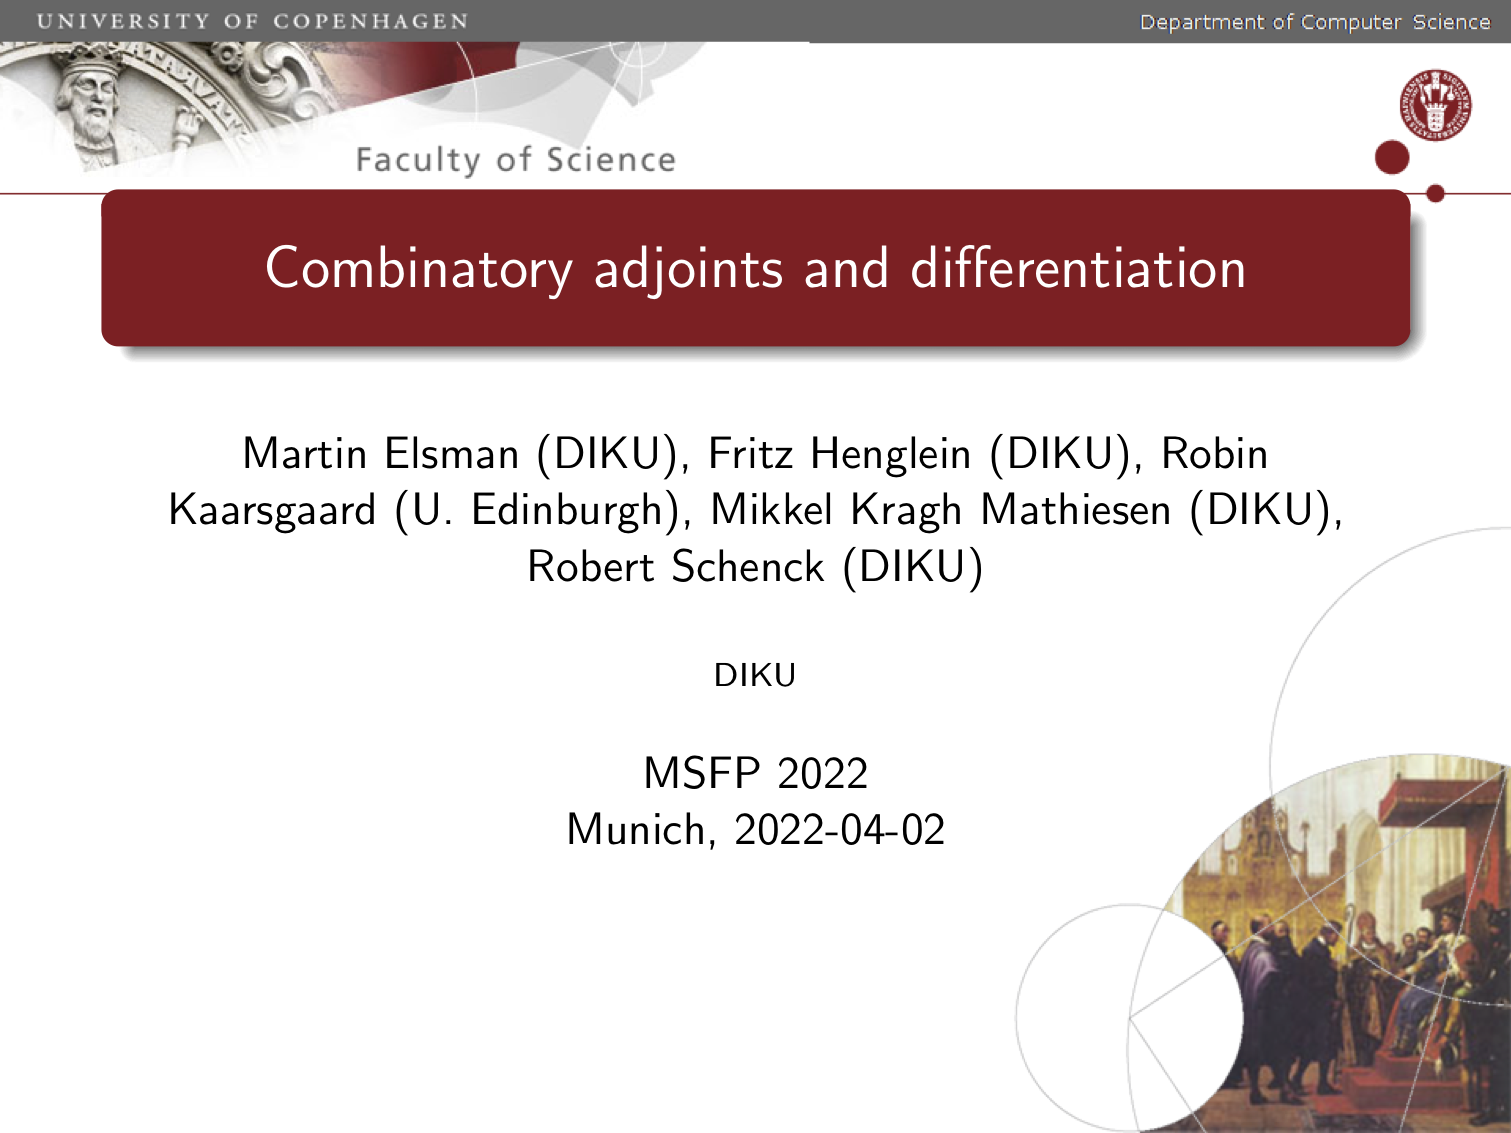 UNIVERSITY OF COPENHAGEN
Department of Computer Science
Faculty of Science
Combinatory adjoints and differentiation
Martin Elsman (DIKU), Fritz Henglein (DIKU), Robin
Kaarsgaard (U. Edinburgh), Mikkel Kragh Mathiesen (DIKU),
Robert Schenck (DIKU)
DIKU
MSFP 2022
Munich, 2022-04-02